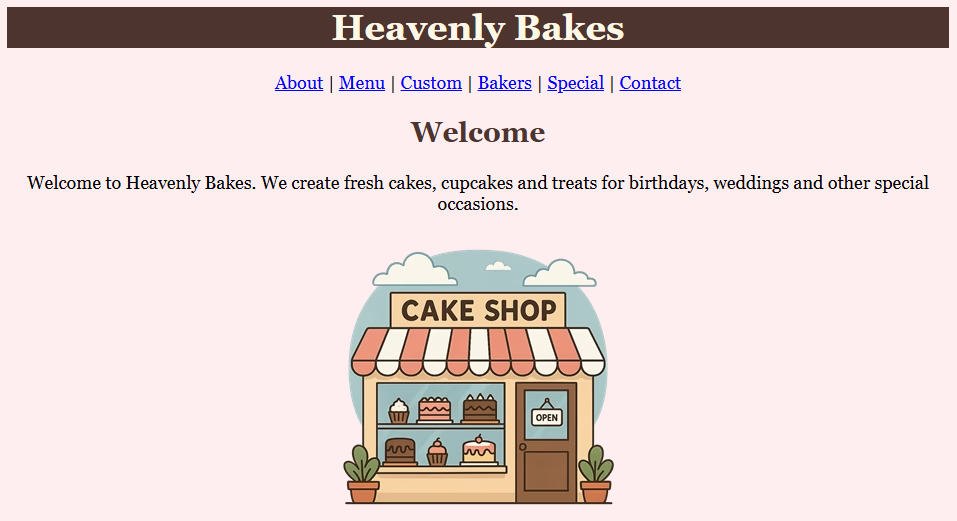 Heavenly Bakes
About | Menu | Custom | Bakers | Special | Contact
Welcome
Welcome to Heavenly Bakes. We create fresh cakes, cupcakes and treats for birthdays, weddings and other special
occasions.
CAKE SHOP
OPEN